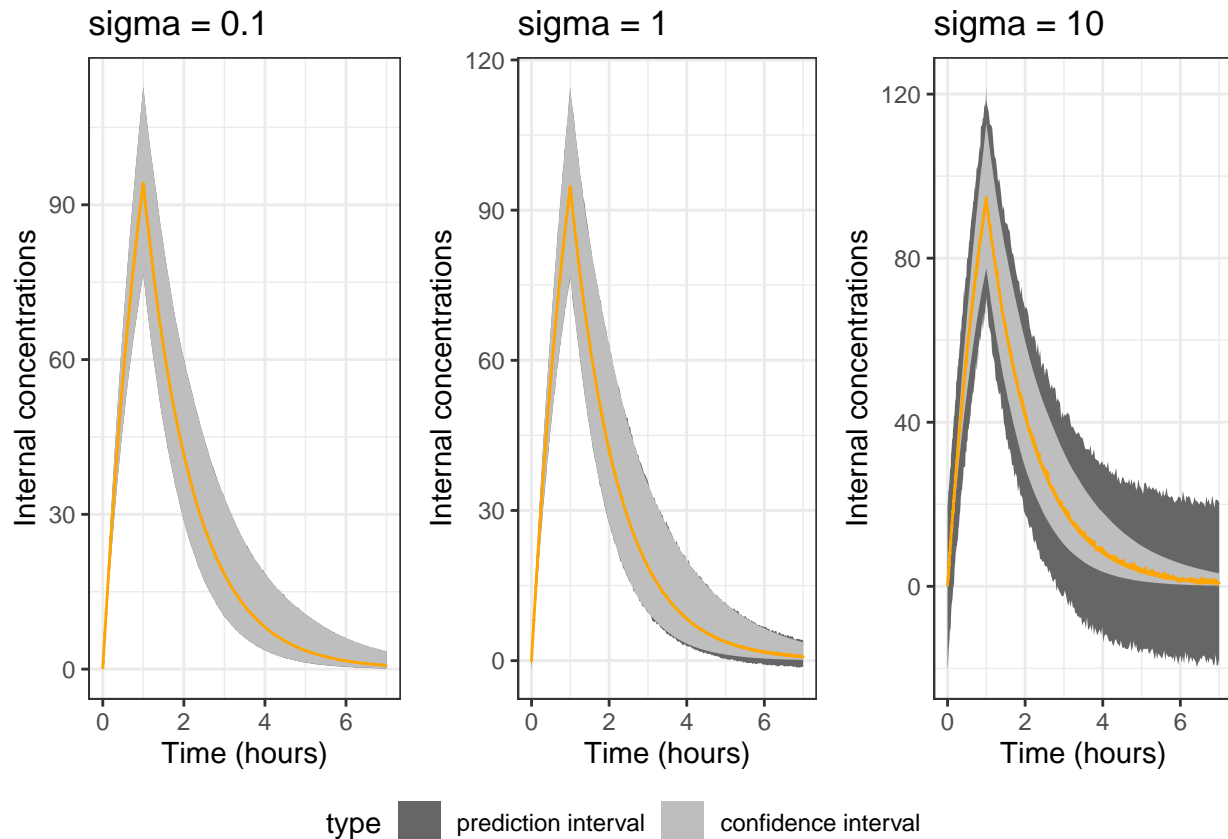 sigma = 0.1
sigma = 1
sigma = 10
Internal concentrations
90
60
30
0
0 2 4 6
Time (hours)
Internal concentrations
120
90
60
30
0
0 2 4 6
Time (hours)
Internal concentrations
120
80
40
0
0 2 4 6
Time (hours)
type prediction interval confidence interval